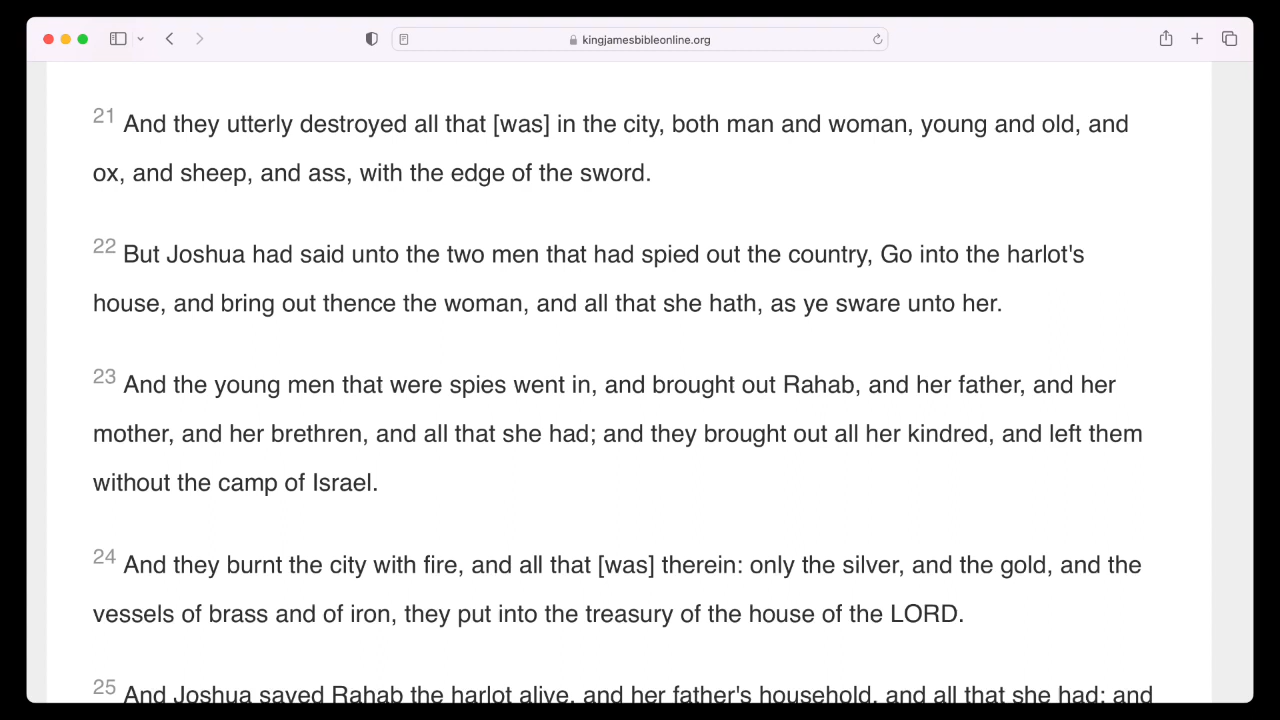 kingjamesbibleonline.org
21 And they utterly destroyed all that [was] in the city, both man and woman, young and old, and
ox, and sheep, and ass, with the edge of the sword.
22 But Joshua had said unto the two men that had spied out the country, Go into the harlot's
house, and bring out thence the woman, and all that she hath, as ye sware unto her.
23 And the young men that were spies went in, and brought out Rahab, and her father, and her
mother, and her brethren, and all that she had; and they brought out all her kindred, and left them
without the camp of Israel.
24 And they burnt the city with fire, and all that [was] therein: only the silver, and the gold, and the
vessels of brass and of iron, they put into the treasury of the house of the LORD.
25 And Joshua saved Rahab the harlot alive, and her father's household, and all that she had; and